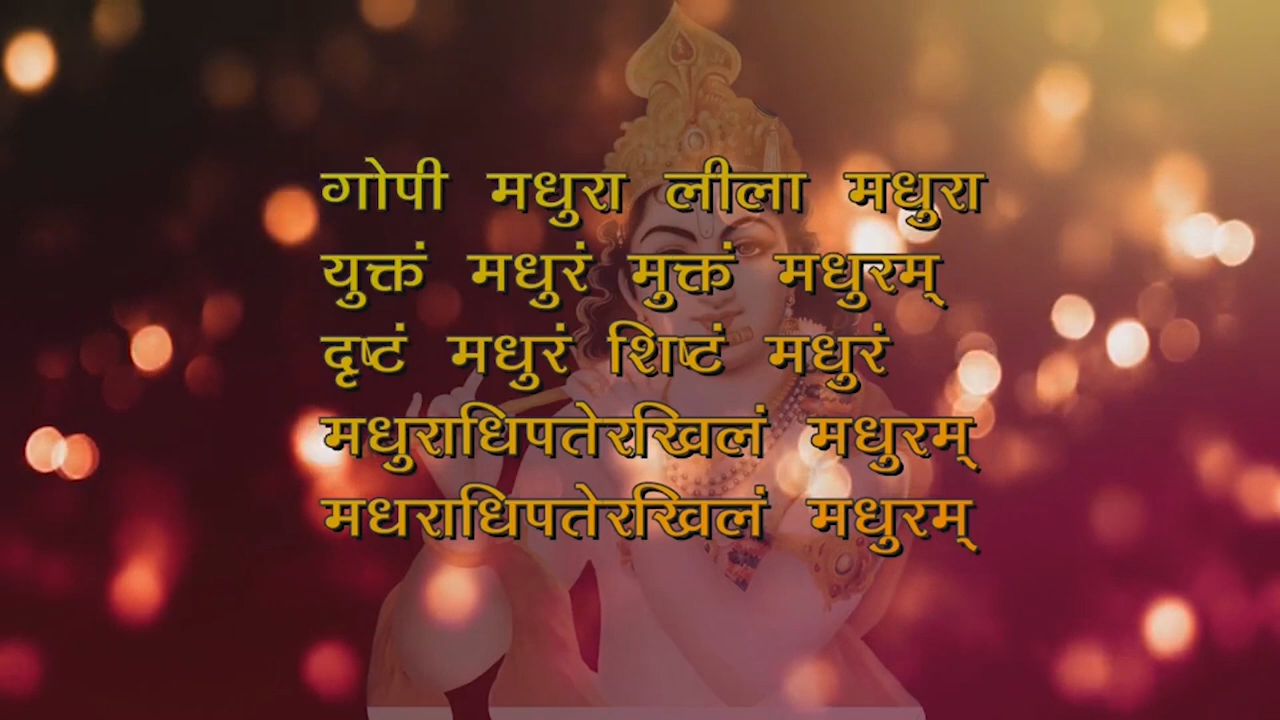 गोपी मधुरा लीला मधुरा
युक्तं मधुरं मुक्तं मधुरम्
दृष्टं मधुरं शिष्टं मधुरं
मधुराधिपतेरखिलं मधुरम्
मधराधिपतेरखिलं मधुरम्